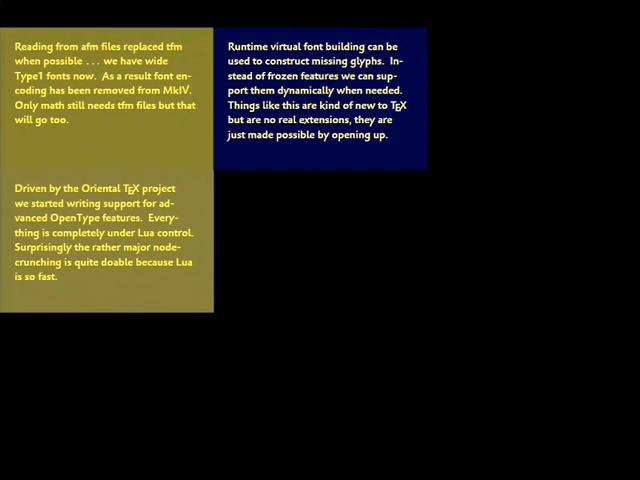 Reading from afm files replaced tfm
when possible . . . we have wide
Type1 fonts now. As a result font en-
coding has been removed from MkIV.
Only math still needs tfm files but that
will go too.
Runtime virtual font building can be
used to construct missing glyphs. In-
stead of frozen features we can sup-
port them dynamically when needed.
Things like this are kind of new to TEX
but are no real extensions, they are
just made possible by opening up.
Driven by the Oriental TEX project
we started writing support for ad-
vanced OpenType features. Every-
thing is completely under Lua control.
Surprisingly the rather major node-
crunching is quite doable because Lua
is so fast.